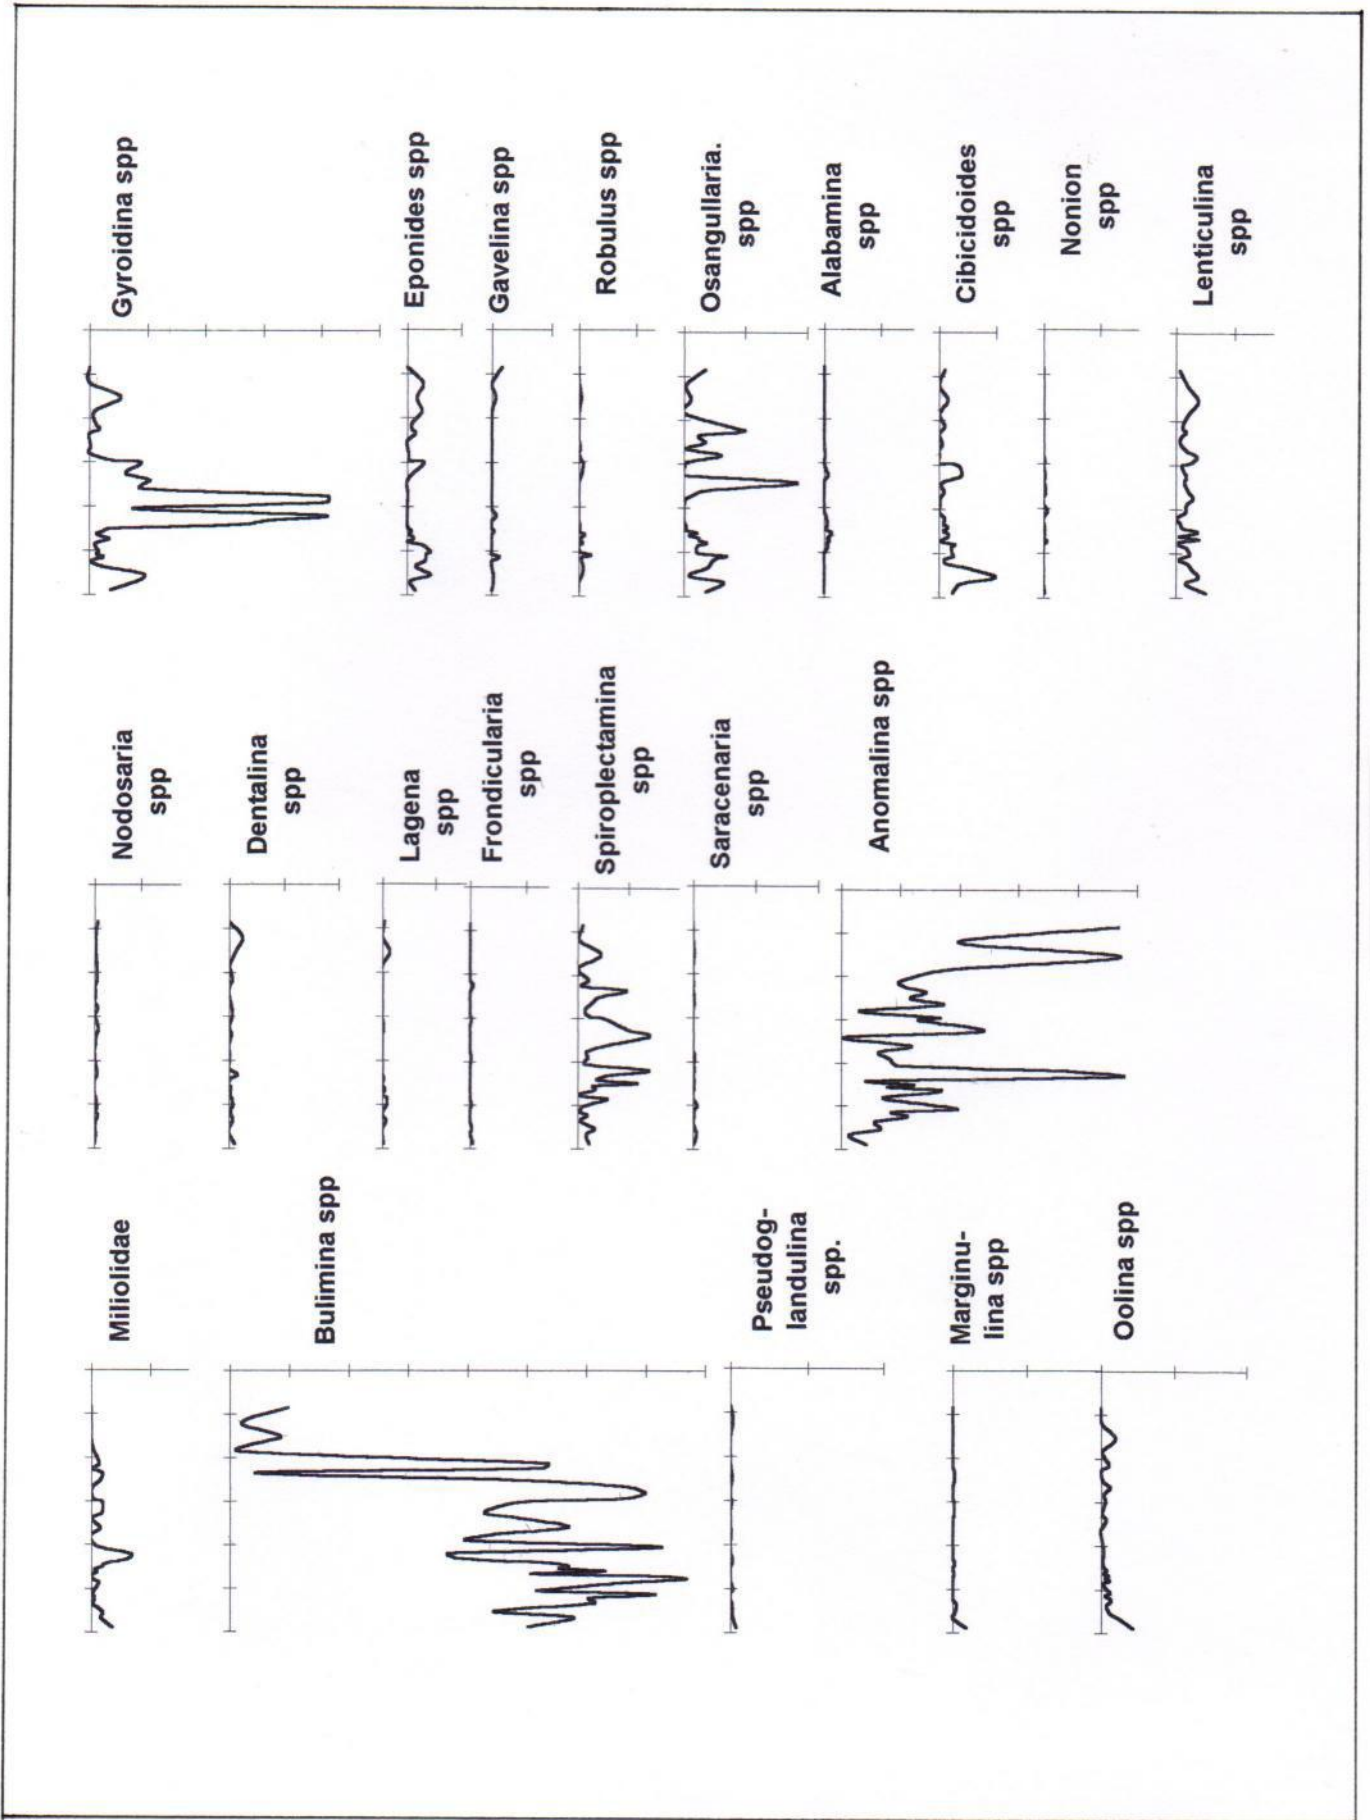 Miliolidae
Bulimina spp
Pseudog-
landulina
spp.
Marginu-
lina spp
Oolina spp
Nodosaria
spp
Dentalina
spp
Lagena
spp
Frondicularia
spp
Spiroplectamina
spp
Saracenaria
spp
Anomalina spp
Gyroidina spp
Eponides spp
Gavelina spp
Robulus spp
Osangullaria.
spp
Alabamina
spp
Cibicidoides
spp
Nonion
spp
Lenticulina
spp